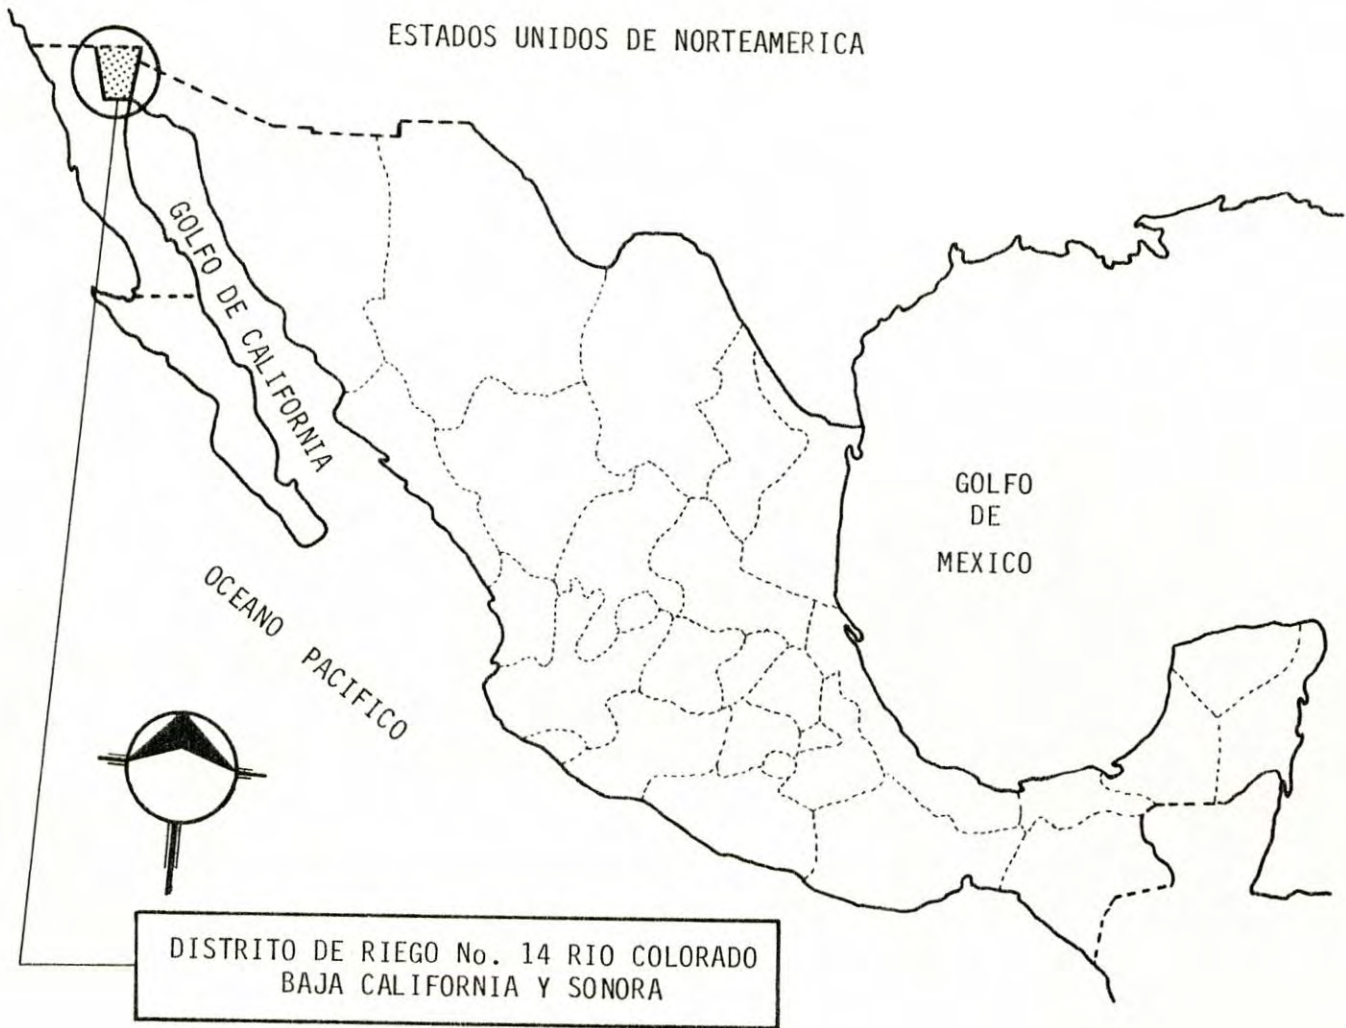 ESTADOS UNIDOS DE NORTEAMERICA
GOLFO DE CALIFORNIA
GOLFO
DE
MEXICO
OCEANO PACIFICO
DISTRITO DE RIEGO No. 14 RIO COLORADO
BAJA CALIFORNIA Y SONORA